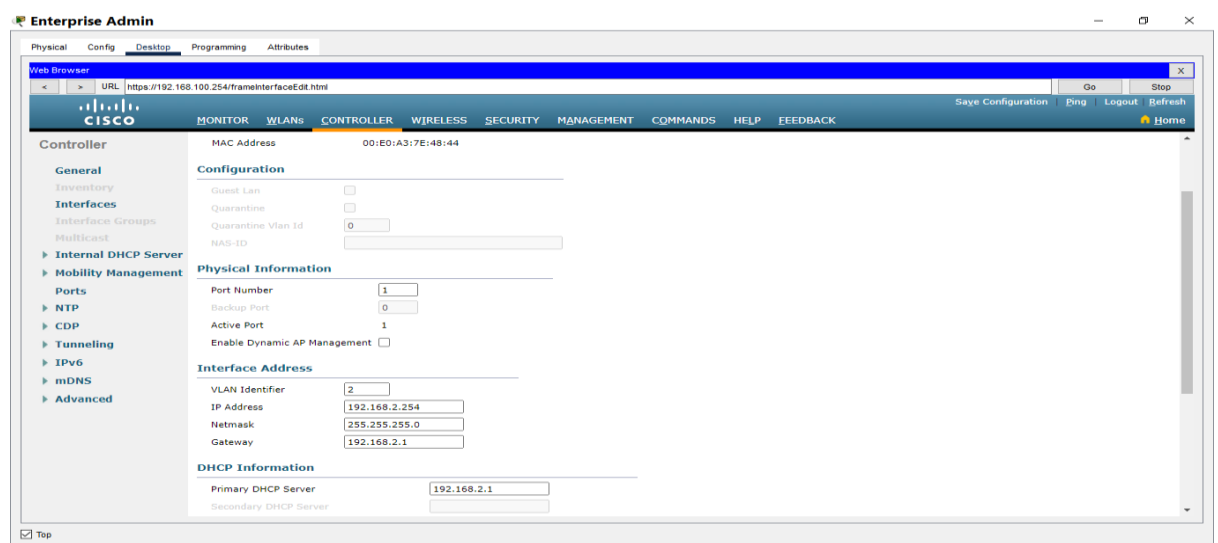 Enterprise Admin
Physical Config Desktop Programming Attributes
Web Browser X
< > URL https://192.168.100.254/frameInterfaceEdit.html Go Stop
Save Configuration | Ping | Logout | Refresh
CISCO MONITOR WLANs CONTROLLER WIRELESS SECURITY MANAGEMENT COMMANDS HELP FEEDBACK Home
Controller
General
Inventory
Interfaces
Interface Groups
Multicast
Internal DHCP Server
Mobility Management
Ports
NTP
CDP
Tunneling
IPv6
mDNS
Advanced
MAC Address 00:E0:A3:7E:48:44
Configuration
Guest Lan
Quarantine
Quarantine Vlan Id 0
NAS-ID
Physical Information
Port Number 1
Backup Port 0
Active Port 1
Enable Dynamic AP Management
Interface Address
VLAN Identifier 2
IP Address 192.168.2.254
Netmask 255.255.255.0
Gateway 192.168.2.1
DHCP Information
Primary DHCP Server 192.168.2.1
Secondary DHCP Server
Top